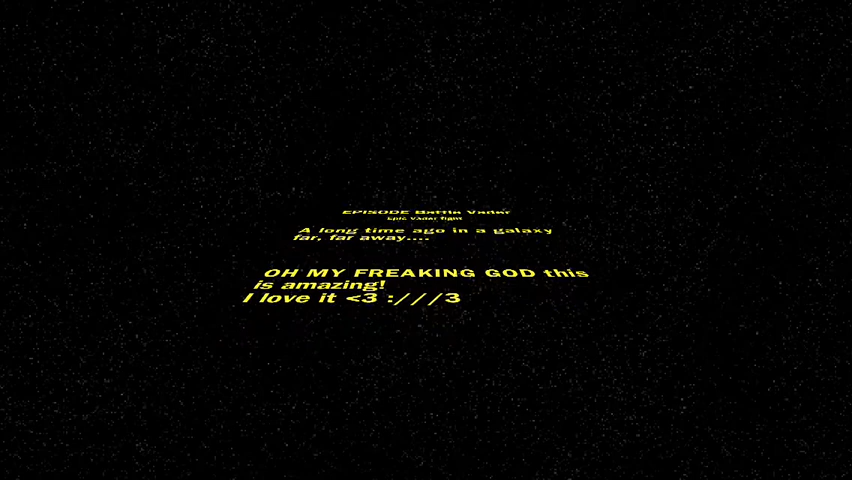 EPISODE Battle Vader
Epic Vader fight
A long time ago in a galaxy
far, far away....
OH MY FREAKING GOD this
is amazing!
I love it <3 :///3